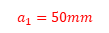 a₁ = 50mm